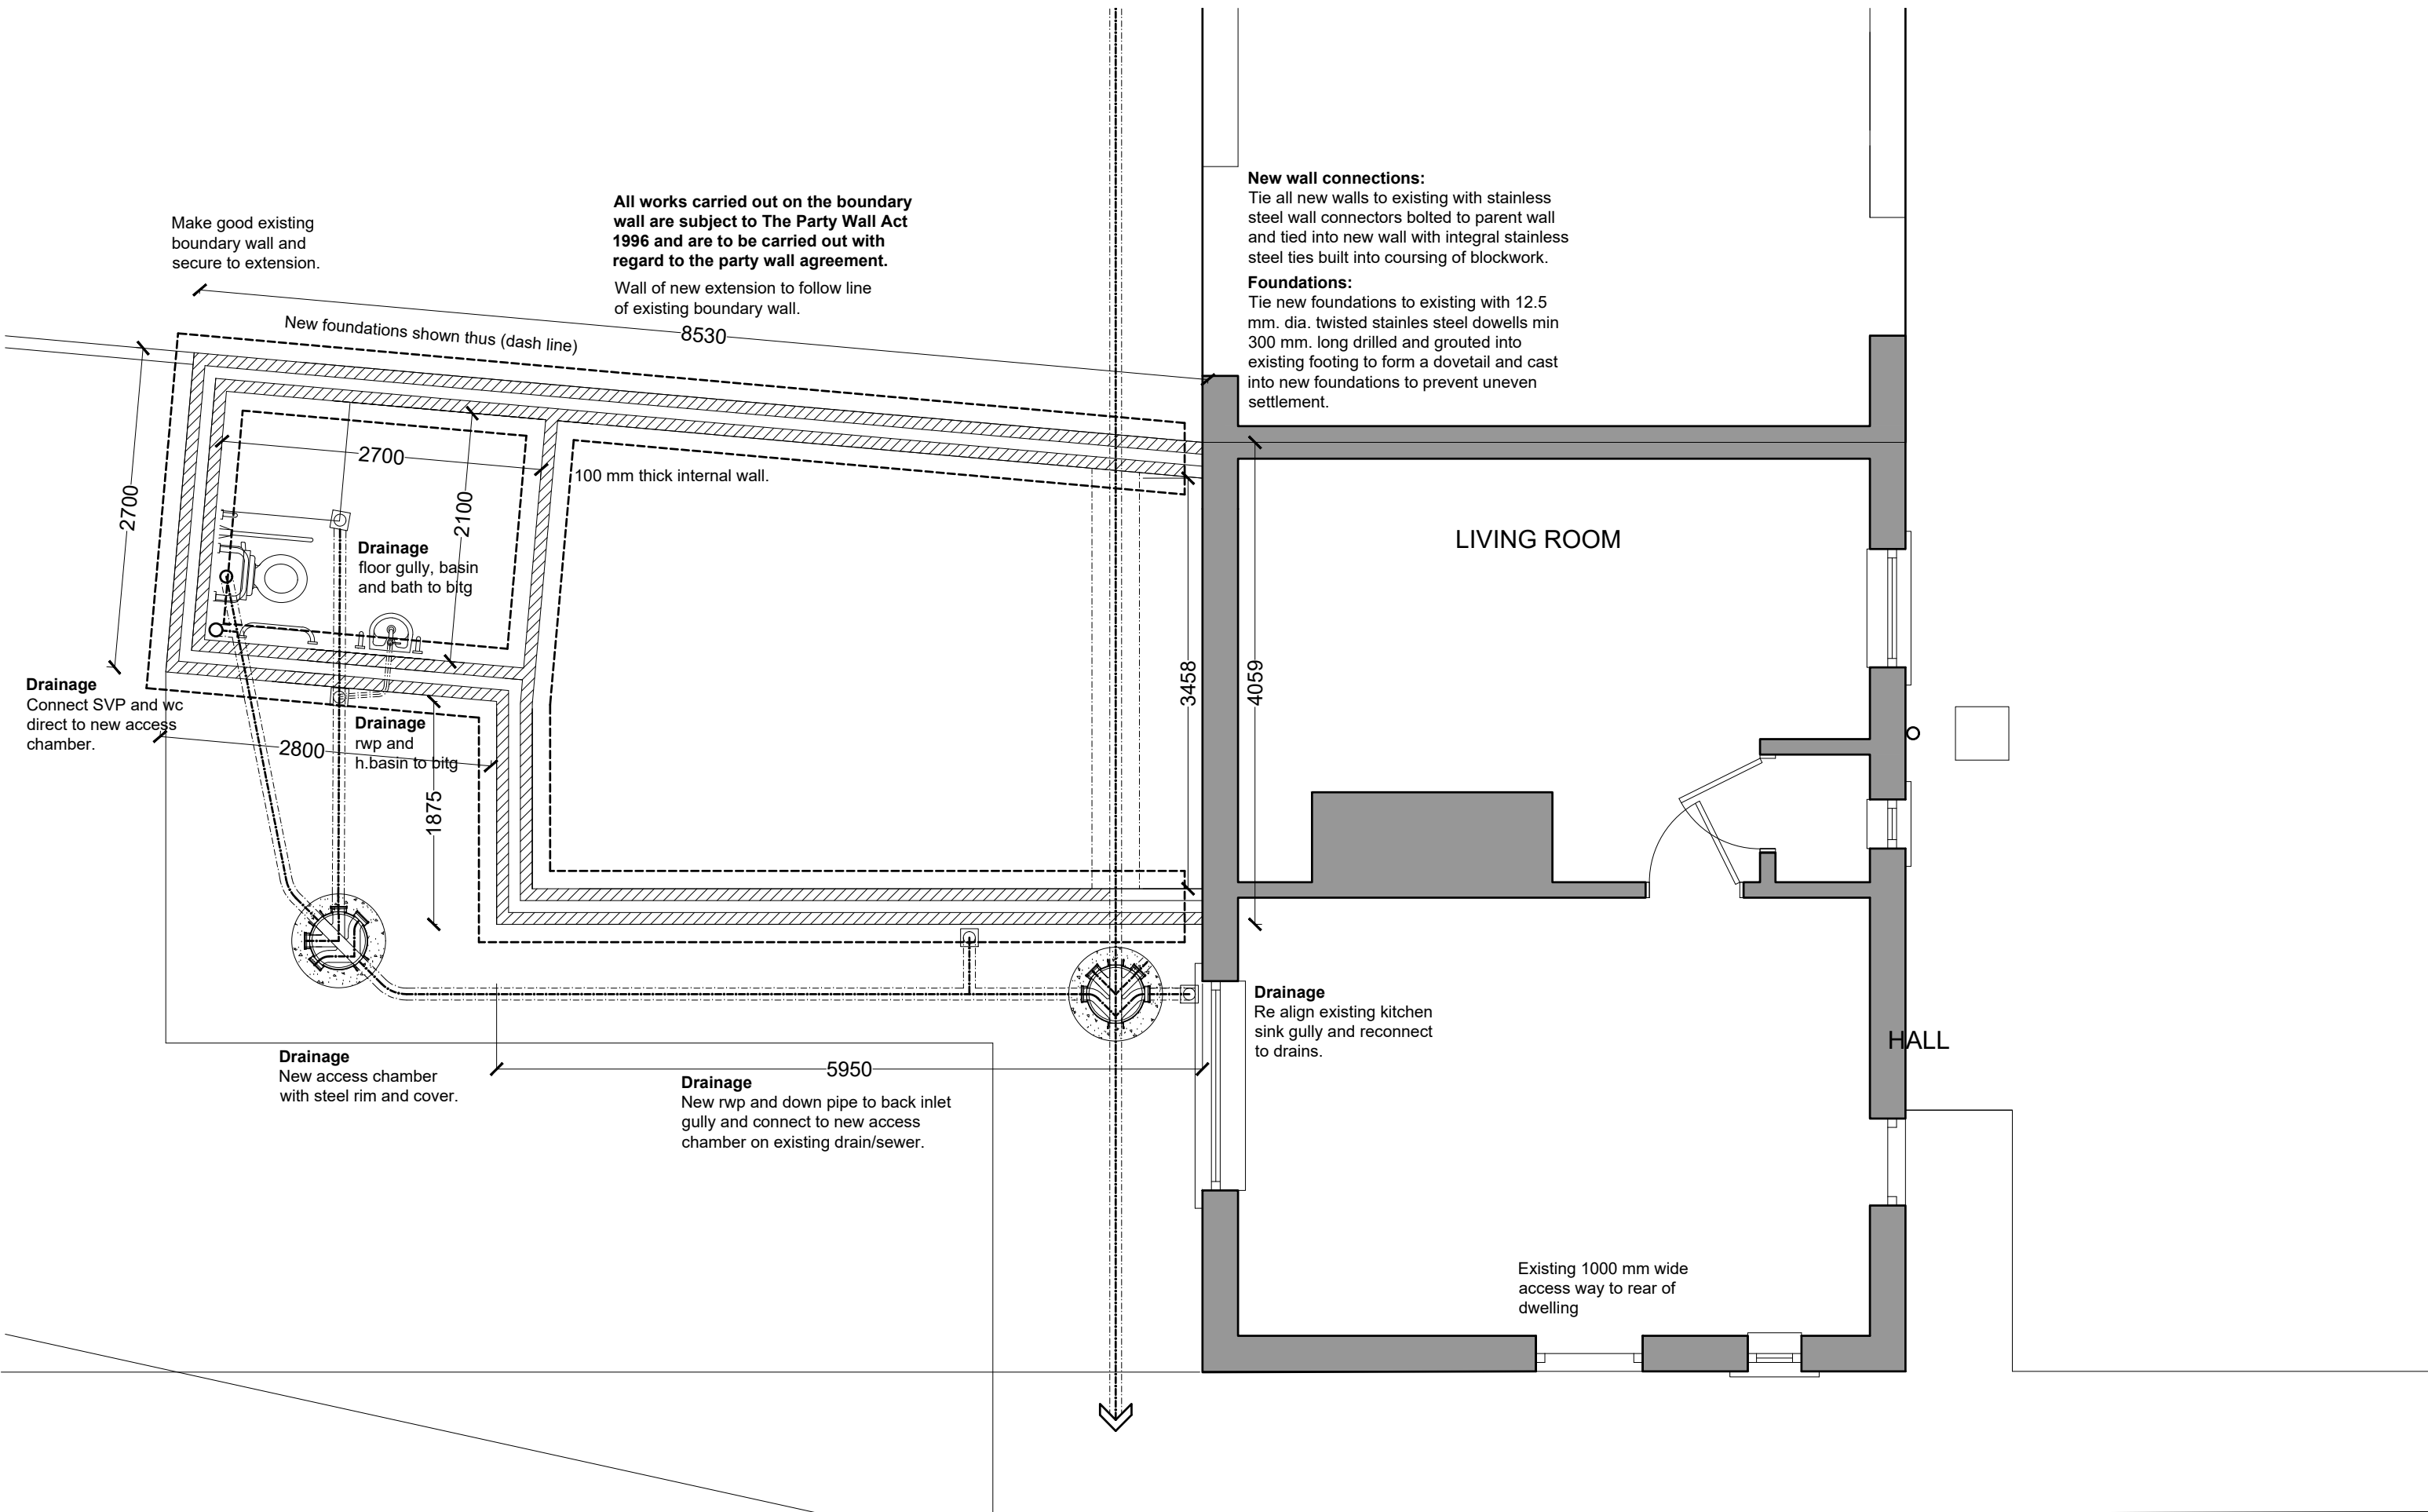 Make good existing
boundary wall and
secure to extension.
All works carried out on the boundary
wall are subject to The Party Wall Act
1996 and are to be carried out with
regard to the party wall agreement.
Wall of new extension to follow line
of existing boundary wall.
New wall connections:
Tie all new walls to existing with stainless
steel wall connectors bolted to parent wall
and tied into new wall with integral stainless
steel ties built into coursing of blockwork.
Foundations:
Tie new foundations to existing with 12.5
mm. dia. twisted stainles steel dowells min
300 mm. long drilled and grouted into
existing footing to form a dovetail and cast
into new foundations to prevent uneven
settlement.
New foundations shown thus (dash line)
8530
2700
2700
2100
100 mm thick internal wall.
LIVING ROOM
Drainage
floor gully, basin
and bath to bitg
3458
4059
Drainage
Connect SVP and wc
direct to new access
chamber.
Drainage
rwp and
h.basin to bitg
2800
1875
Drainage
Re align existing kitchen
sink gully and reconnect
to drains.
HALL
Drainage
New access chamber
with steel rim and cover.
5950
Drainage
New rwp and down pipe to back inlet
gully and connect to new access
chamber on existing drain/sewer.
Existing 1000 mm wide
access way to rear of
dwelling